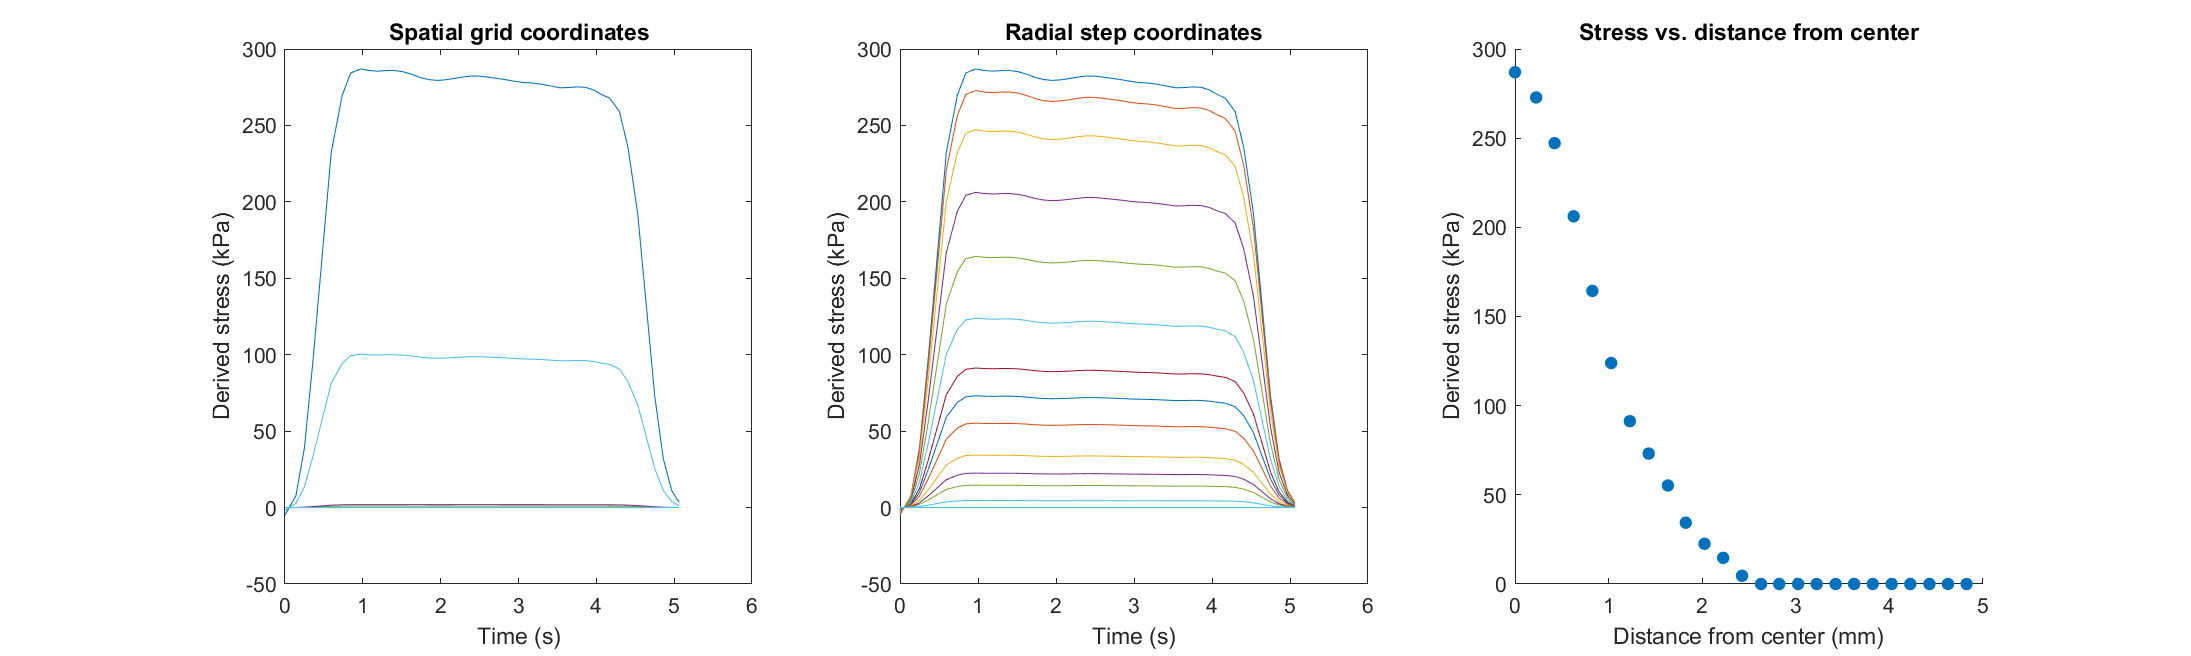 Spatial grid coordinates
300
250
200
150
100
50
0
-50
0 1 2 3 4 5 6
Derived stress (kPa)
Time (s)
Radial step coordinates
300
250
200
150
100
50
0
-50
0 1 2 3 4 5 6
Derived stress (kPa)
Time (s)
Stress vs. distance from center
300
250
200
150
100
50
0
0 1 2 3 4 5
Derived stress (kPa)
Distance from center (mm)